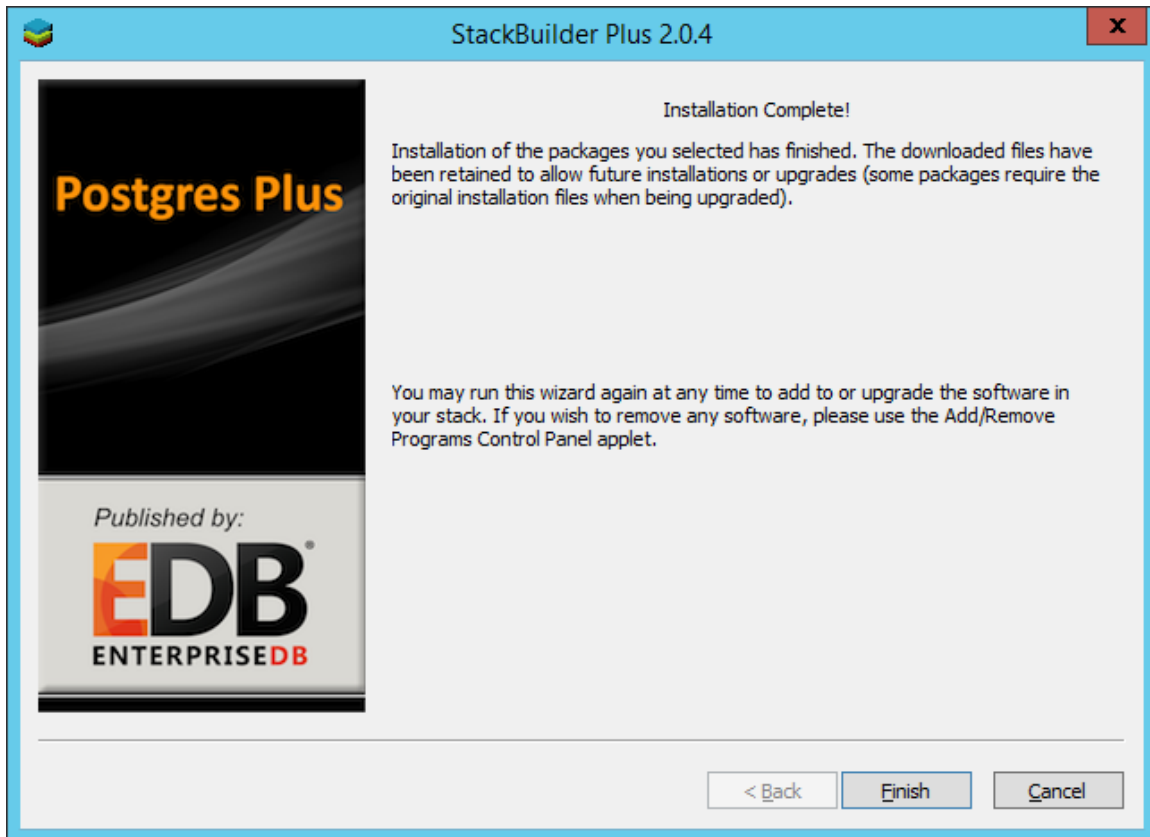 StackBuilder Plus 2.0.4
x
Postgres Plus
Published by:
EDB®
ENTERPRISEDB
Installation Complete!
Installation of the packages you selected has finished. The downloaded files have
been retained to allow future installations or upgrades (some packages require the
original installation files when being upgraded).
You may run this wizard again at any time to add to or upgrade the software in
your stack. If you wish to remove any software, please use the Add/Remove
Programs Control Panel applet.
< Back
Finish
Cancel